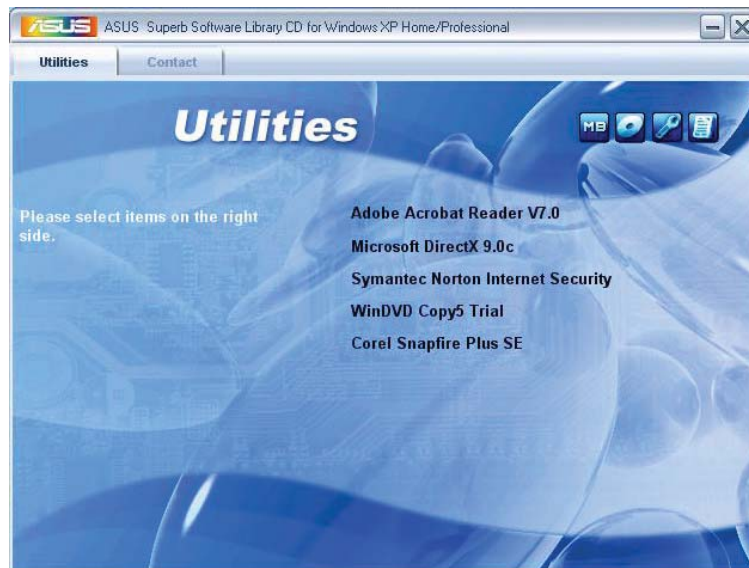 ASUS ASUS Superb Software Library CD for Windows XP Home/Professional
Utilities Contact
Utilities
MB
Please select items on the right
side.
Adobe Acrobat Reader V7.0
Microsoft DirectX 9.0c
Symantec Norton Internet Security
WinDVD Copy5 Trial
Corel Snapfire Plus SE